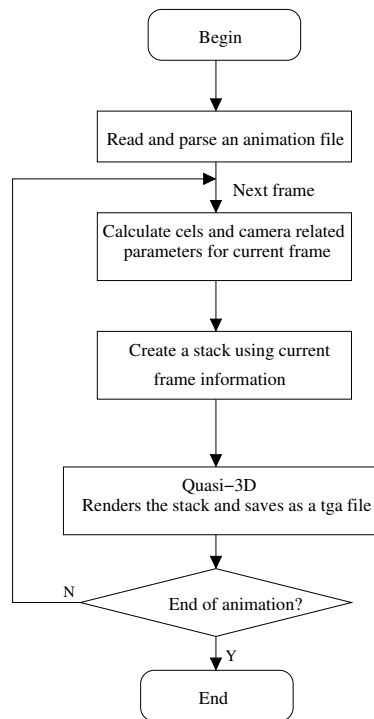 Begin
Read and parse an animation file
Next frame
Calculate cels and camera related
parameters for current frame
Create a stack using current
frame information
Quasi−3D
Renders the stack and saves as a tga file
N
End of animation?
Y
End